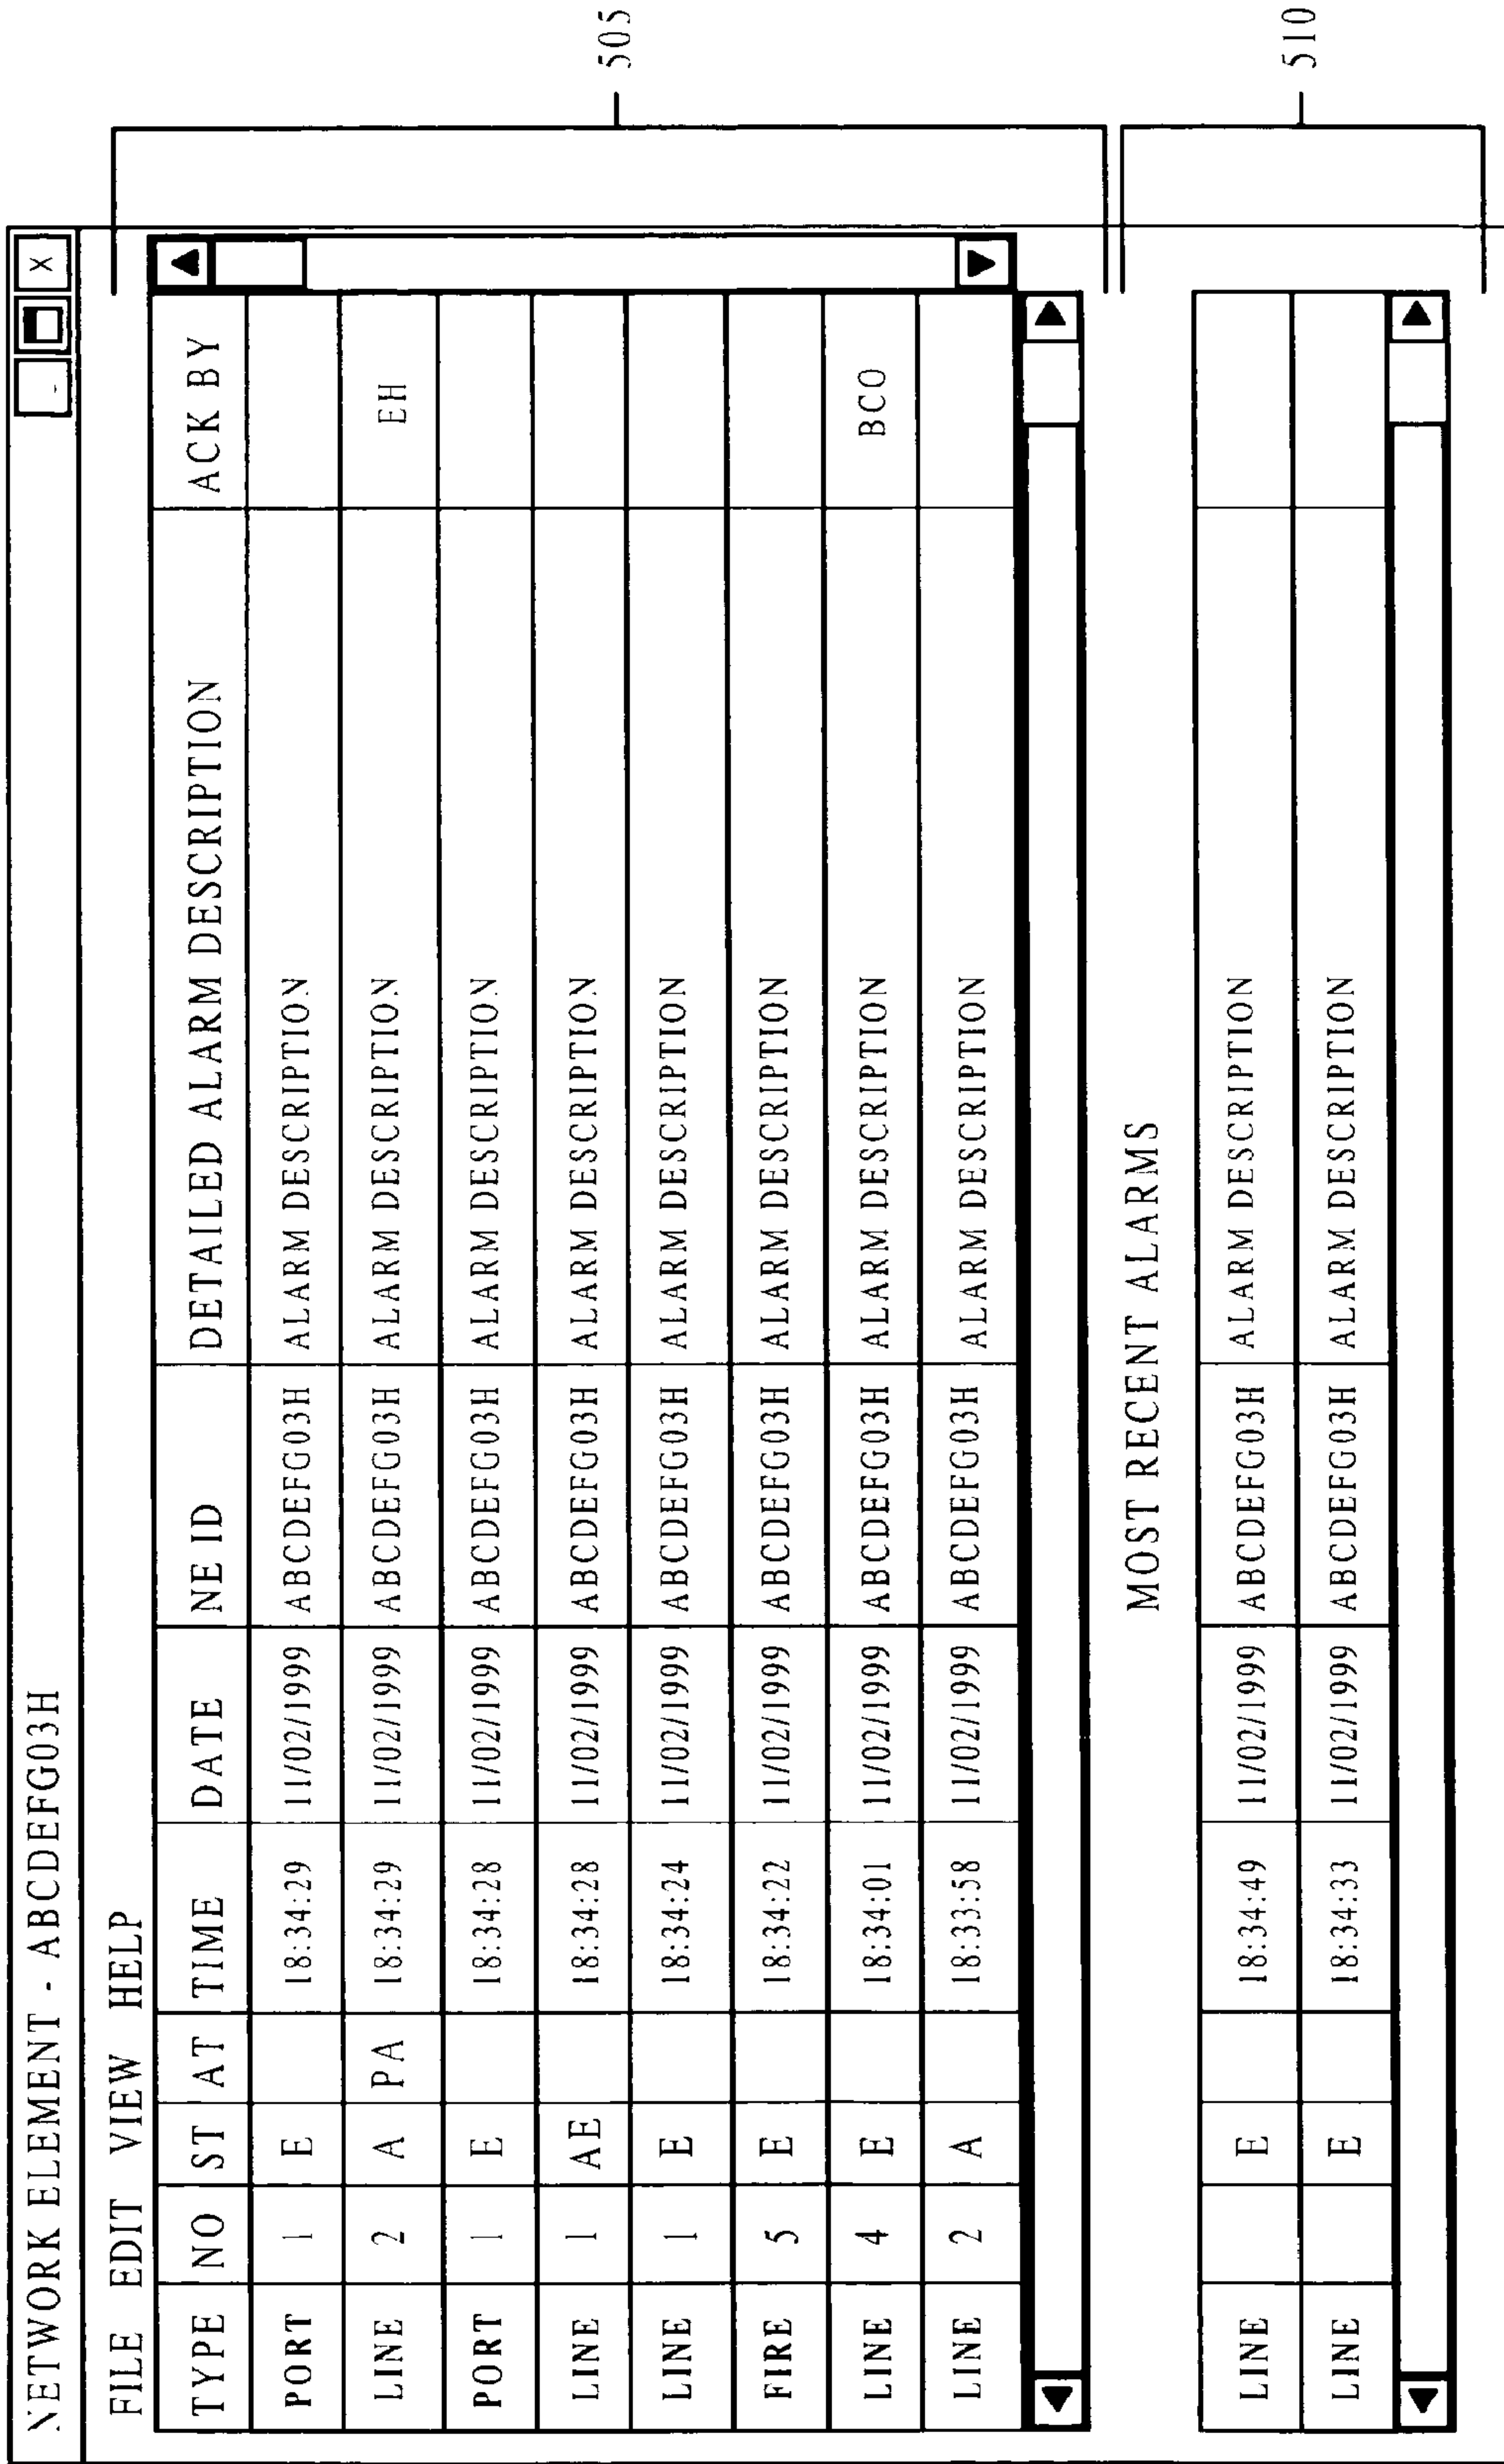 NETWORK ELEMENT - ABCDEFG03H
- X
FILE EDIT VIEW HELP
TYPE NO ST AT TIME DATE NE ID DETAILED ALARM DESCRIPTION ACK BY
PORT 1 E 18:34:29 11/02/1999 ABCDEFG03H ALARM DESCRIPTION
LINE 2 A PA 18:34:29 11/02/1999 ABCDEFG03H ALARM DESCRIPTION EH
PORT 1 E 18:34:28 11/02/1999 ABCDEFG03H ALARM DESCRIPTION
LINE 1 AE 18:34:28 11/02/1999 ABCDEFG03H ALARM DESCRIPTION
LINE 1 E 18:34:24 11/02/1999 ABCDEFG03H ALARM DESCRIPTION
FIRE 5 E 18:34:22 11/02/1999 ABCDEFG03H ALARM DESCRIPTION
LINE 4 E 18:34:01 11/02/1999 ABCDEFG03H ALARM DESCRIPTION BCO
LINE 2 A 18:33:58 11/02/1999 ABCDEFG03H ALARM DESCRIPTION
505
MOST RECENT ALARMS
LINE E 18:34:49 11/02/1999 ABCDEFG03H ALARM DESCRIPTION
LINE E 18:34:33 11/02/1999 ABCDEFG03H ALARM DESCRIPTION
510